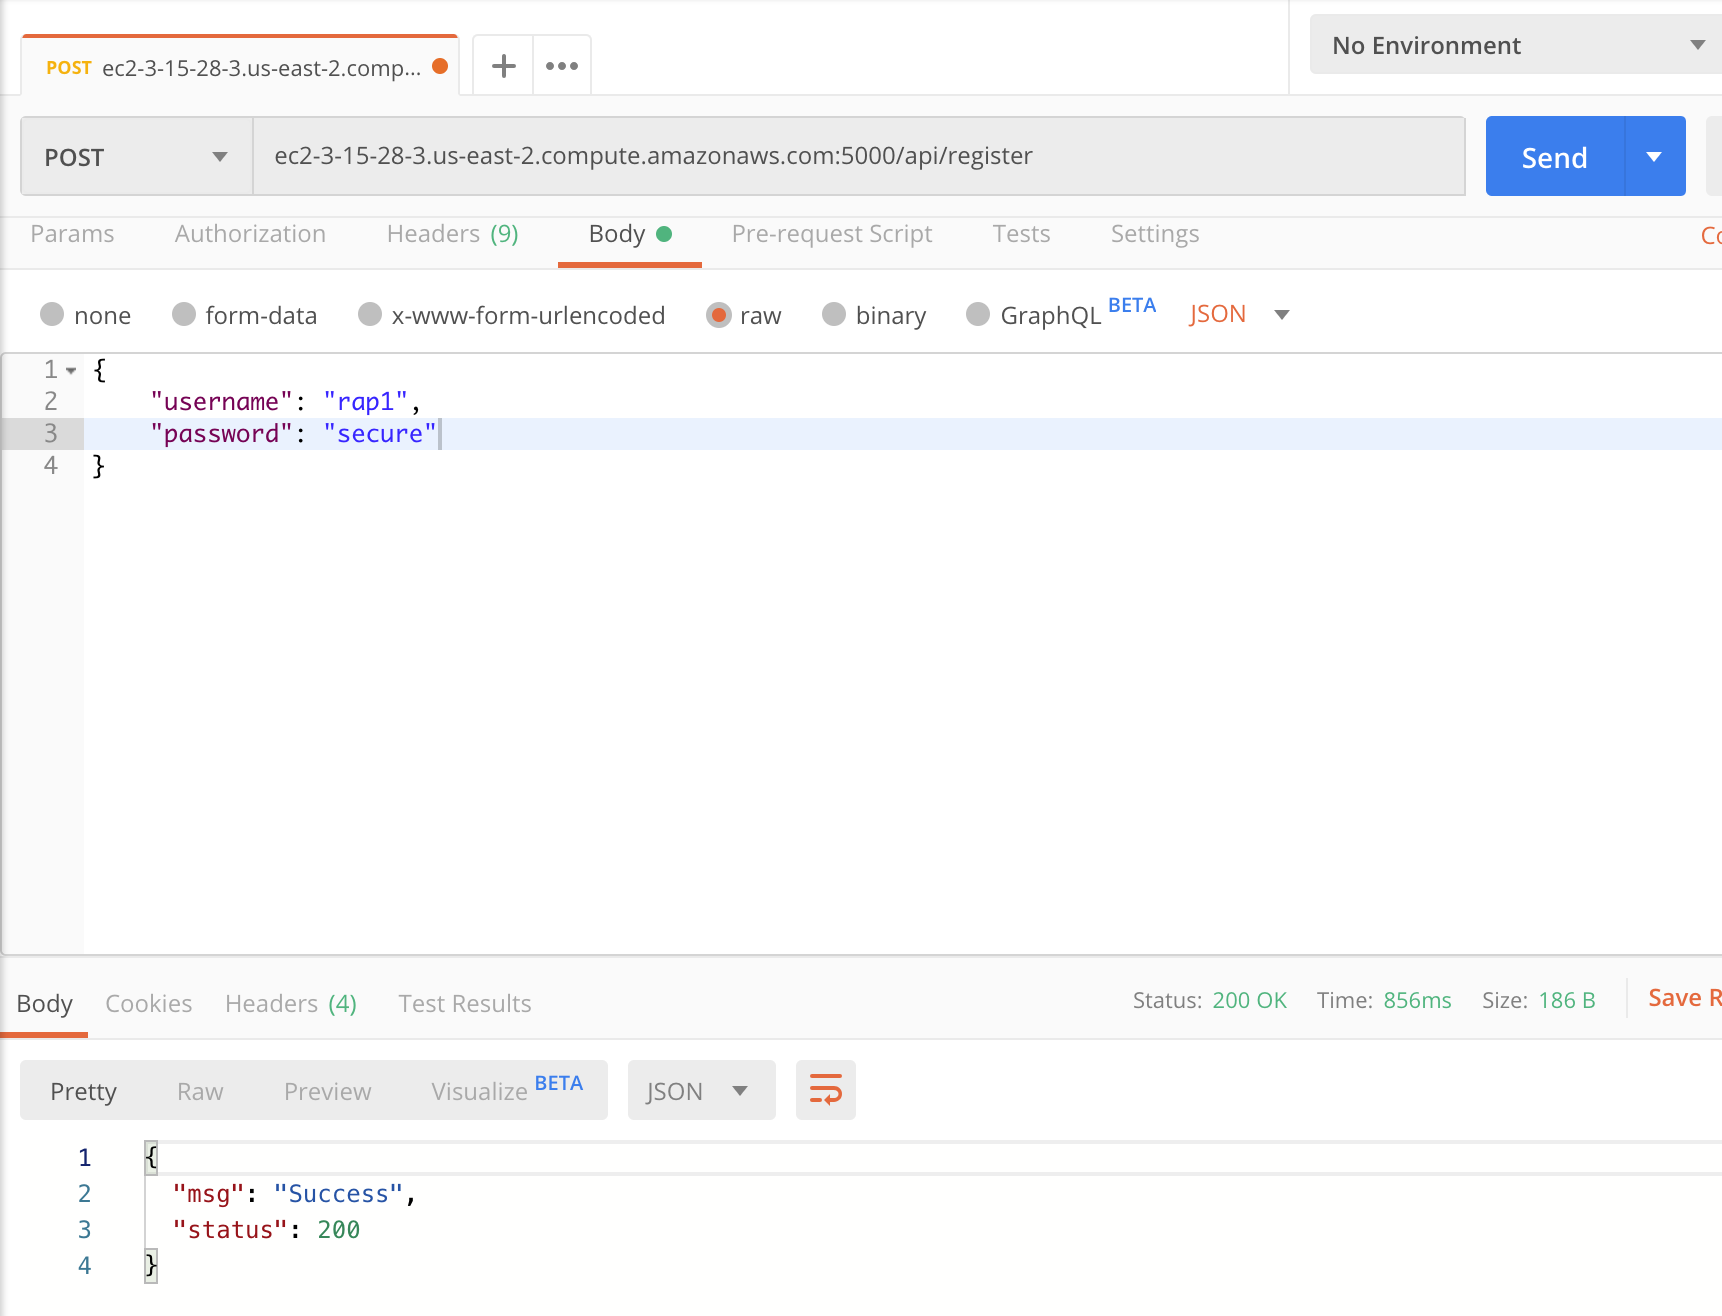 POST ec2-3-15-28-3.us-east-2.comp...
No Environment
POST ec2-3-15-28-3.us-east-2.compute.amazonaws.com:5000/api/register Send
Params Authorization Headers (9) Body Pre-request Script Tests Settings
none form-data x-www-form-urlencoded raw binary GraphQL BETA JSON
1 {
2 "username": "rap1",
3 "password": "secure"
4 }
Body Cookies Headers (4) Test Results Status: 200 OK Time: 856ms Size: 186 B Save
Pretty Raw Preview Visualize BETA JSON
1 {
2 "msg": "Success",
3 "status": 200
4 }